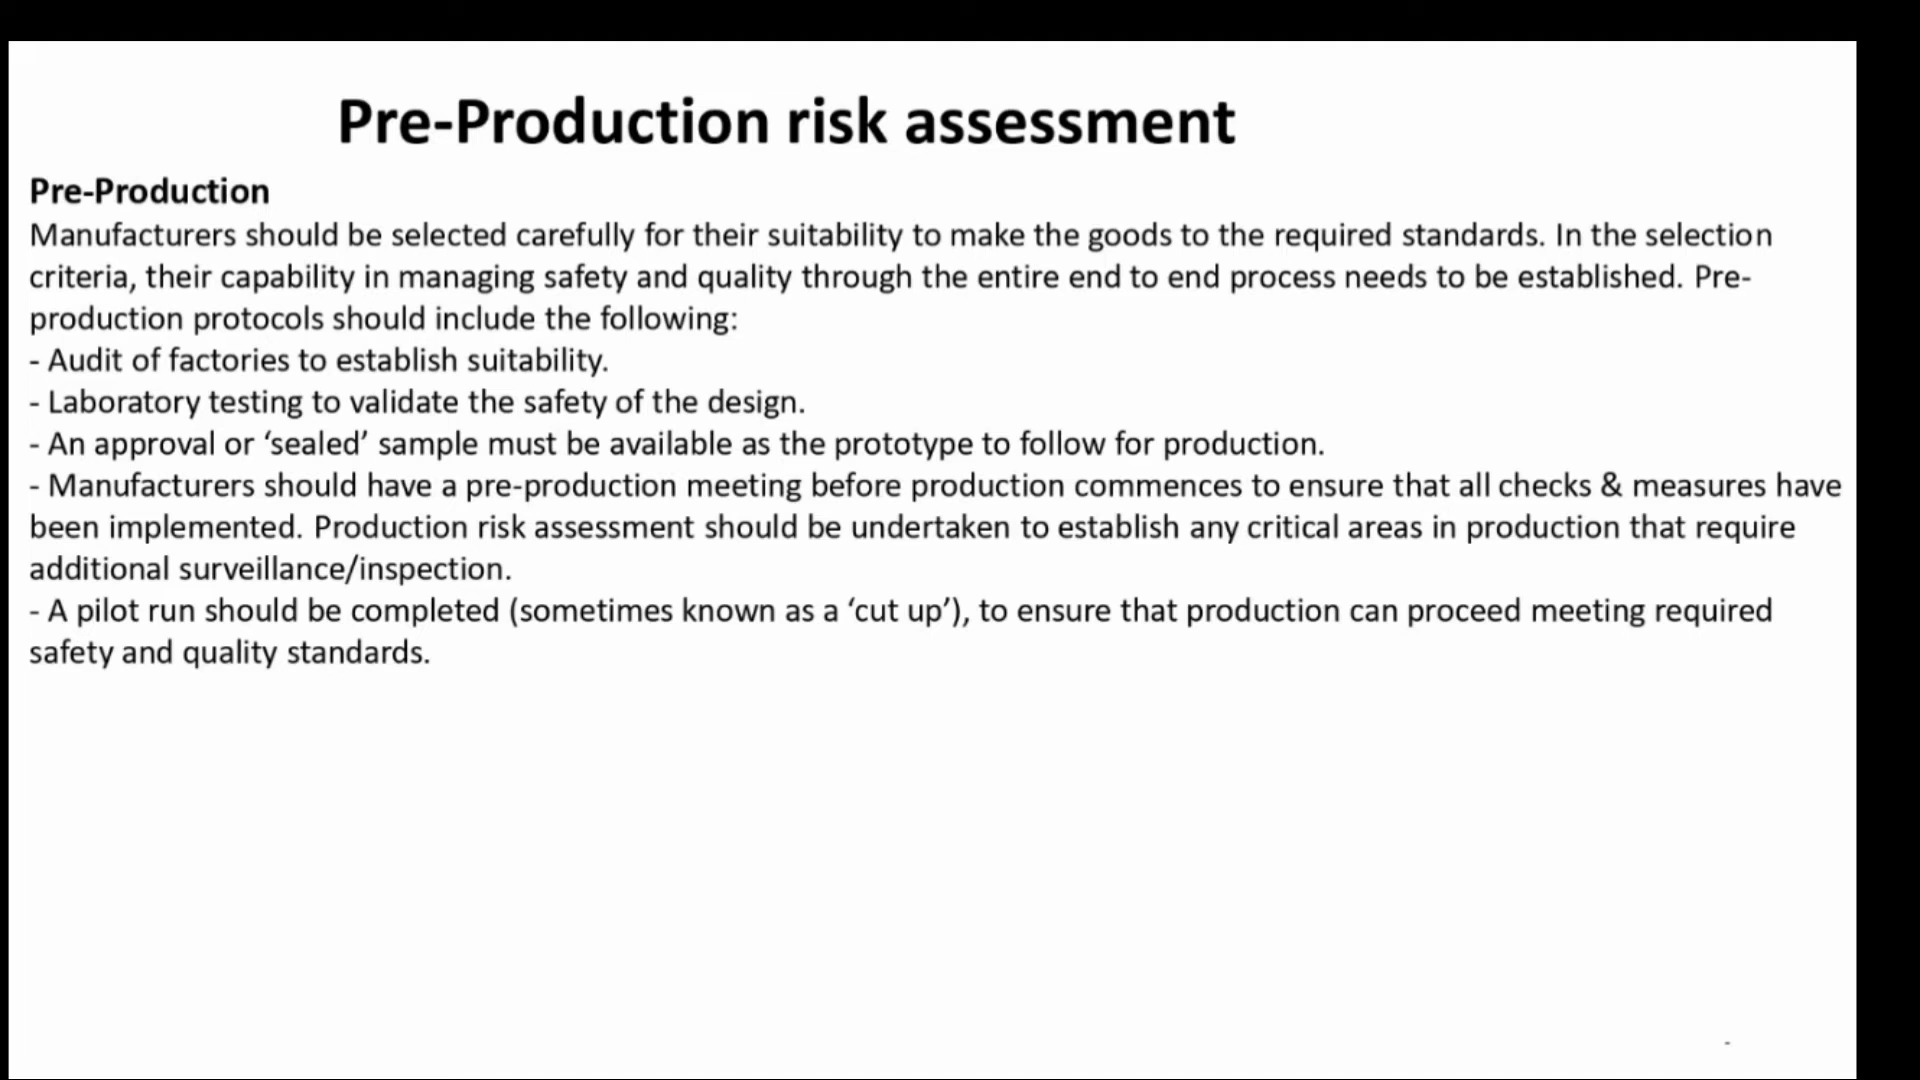 Pre-Production risk assessment
Pre-Production
Manufacturers should be selected carefully for their suitability to make the goods to the required standards. In the selection
criteria, their capability in managing safety and quality through the entire end to end process needs to be established. Pre-
production protocols should include the following:
- Audit of factories to establish suitability.
- Laboratory testing to validate the safety of the design.
- An approval or ‘sealed’ sample must be available as the prototype to follow for production.
- Manufacturers should have a pre-production meeting before production commences to ensure that all checks & measures have
been implemented. Production risk assessment should be undertaken to establish any critical areas in production that require
additional surveillance/inspection.
- A pilot run should be completed (sometimes known as a ‘cut up’), to ensure that production can proceed meeting required
safety and quality standards.
-